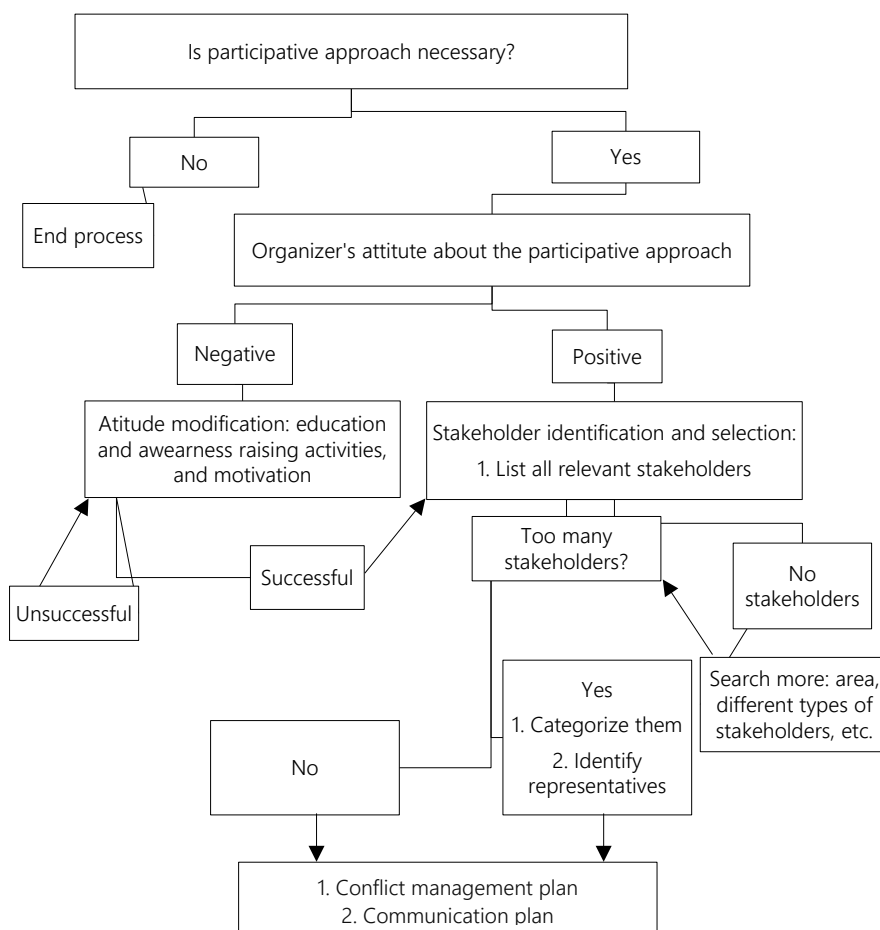 Is participative approach necessary?
No
Yes
End process
Organizer's attitute about the participative approach
Negative
Positive
Atitude modification: education
and awearness raising activities,
and motivation
Stakeholder identification and selection:
1. List all relevant stakeholders
Too many
stakeholders?
No
stakeholders
Successful
Unsuccessful
Search more: area,
different types of
stakeholders, etc.
Yes
1. Categorize them
2. Identify
representatives
No
1. Conflict management plan
2. Communication plan